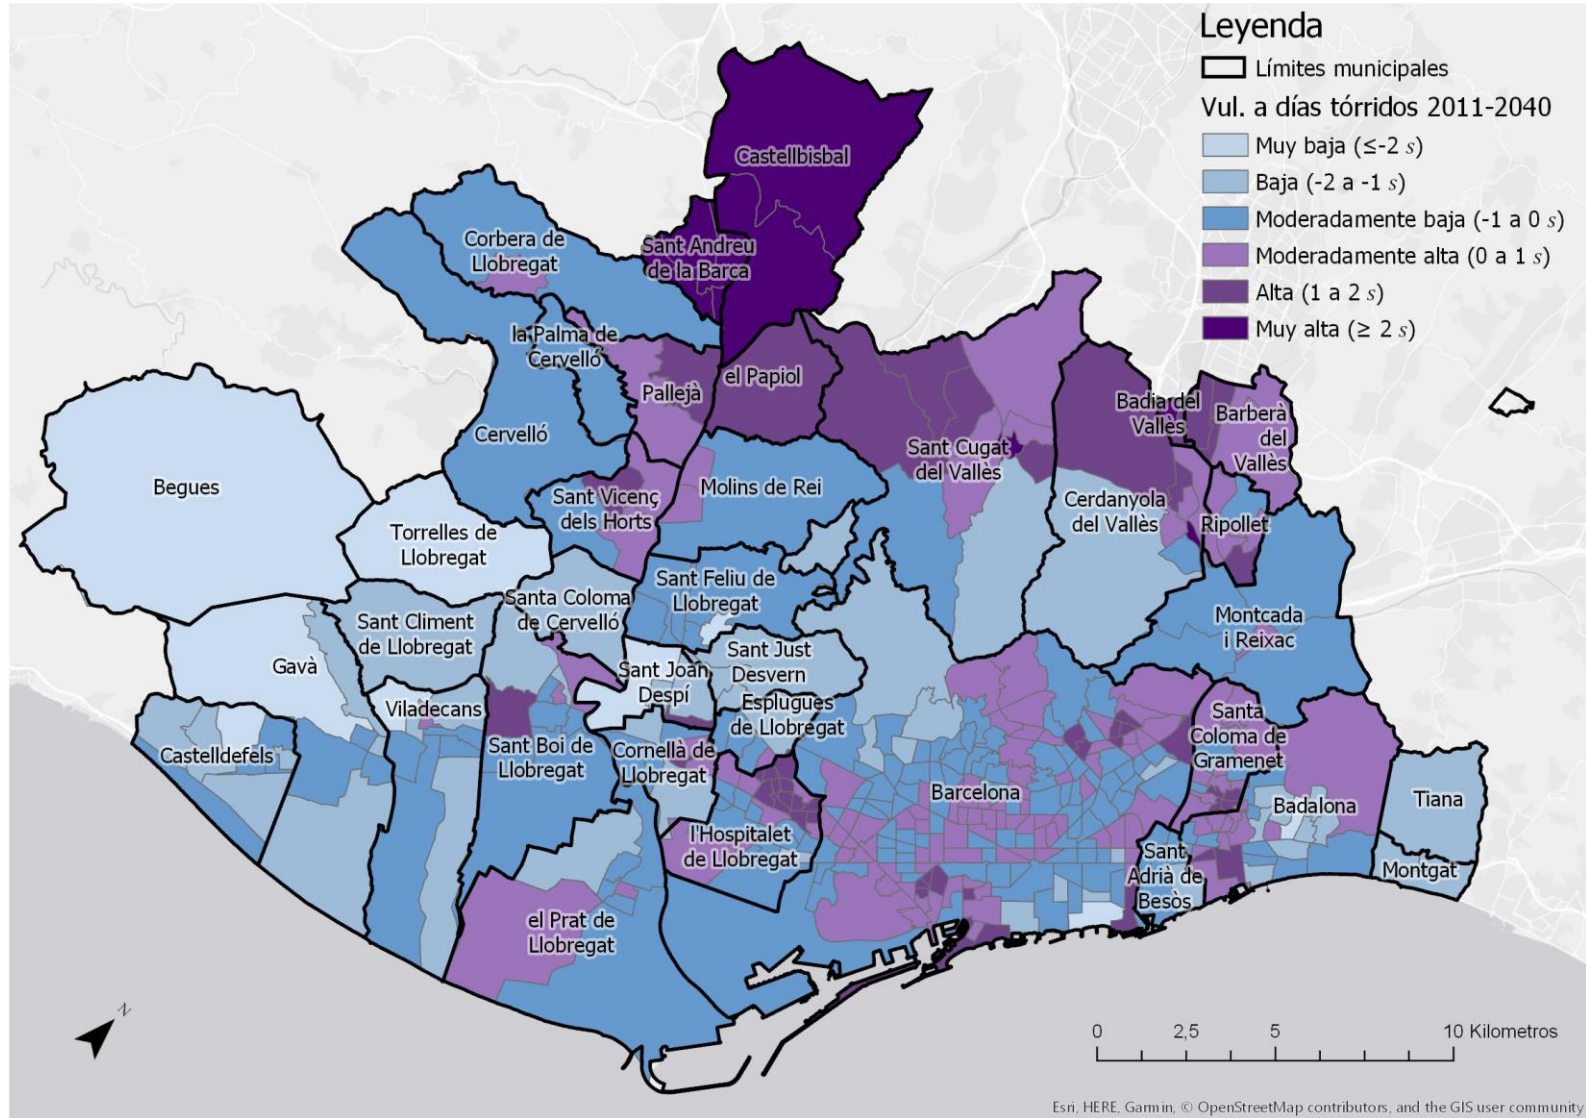 Leyenda
Límites municipales
Vul. a días tórridos 2011-2040
Muy baja (≤-2 s)
Baja (-2 a -1 s)
Moderadamente baja (-1 a 0 s)
Moderadamente alta (0 a 1 s)
Alta (1 a 2 s)
Muy alta (≥ 2 s)
Castellbisbal
Corbera de
Llobregat
Sant Andreu
de la Barca
la Palma de
Cervelló
Pallejà
el Papiol
Badia del
Vallès
Barberà
del
Vallès
Cervelló
Sant Cugat
del Vallès
Begues
Sant Vicenç
dels Horts
Molins de Rei
Cerdanyola
del Vallès
Ripollet
Torrelles de
Llobregat
Sant Feliu de
Llobregat
Santa Coloma
de Cervelló
Montcada
i Reixac
Sant Climent
de Llobregat
Gavà
Sant Joan
Despí
Sant Just
Desvern
Viladecans
Esplugues
de Llobregat
Santa
Coloma de
Gramenet
Castelldefels
Sant Boi de
Llobregat
Cornellà de
Llobregat
Barcelona
Badalona
Tiana
l'Hospitalet
de Llobregat
Sant
Adrià de
Besòs
Montgat
el Prat de
Llobregat
N
0 2,5 5 10 Kilometros
Esri, HERE, Garmin, © OpenStreetMap contributors, and the GIS user community